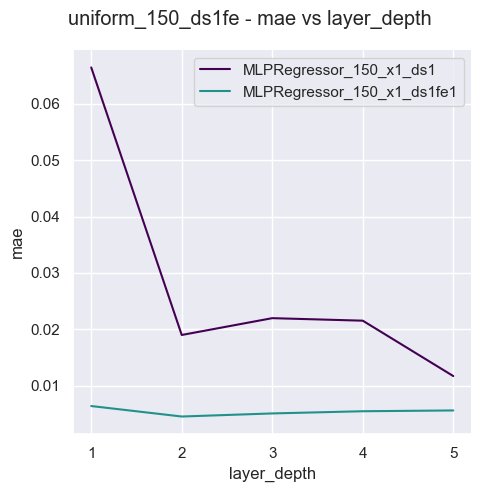 uniform_150_ds1fe - mae vs layer_depth
MLPRegressor_150_x1_ds1
MLPRegressor_150_x1_ds1fe1
0.06
0.05
0.04
0.03
0.02
0.01
mae
1 2 3 4 5
layer_depth